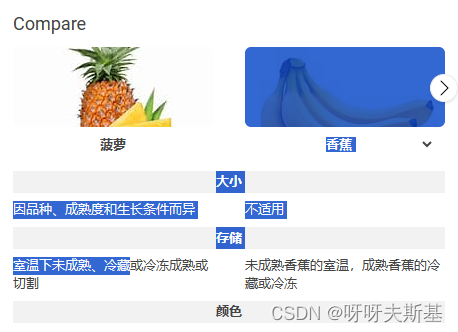 Compare
菠萝 香蕉
大小
因品种、成熟度和生长条件而异 不适用
存储
室温下未成熟、冷藏或冷冻成熟或 未成熟香蕉的室温，成熟香蕉的冷
切割 藏或冷冻
颜色
CSDN @呀呀夫斯基